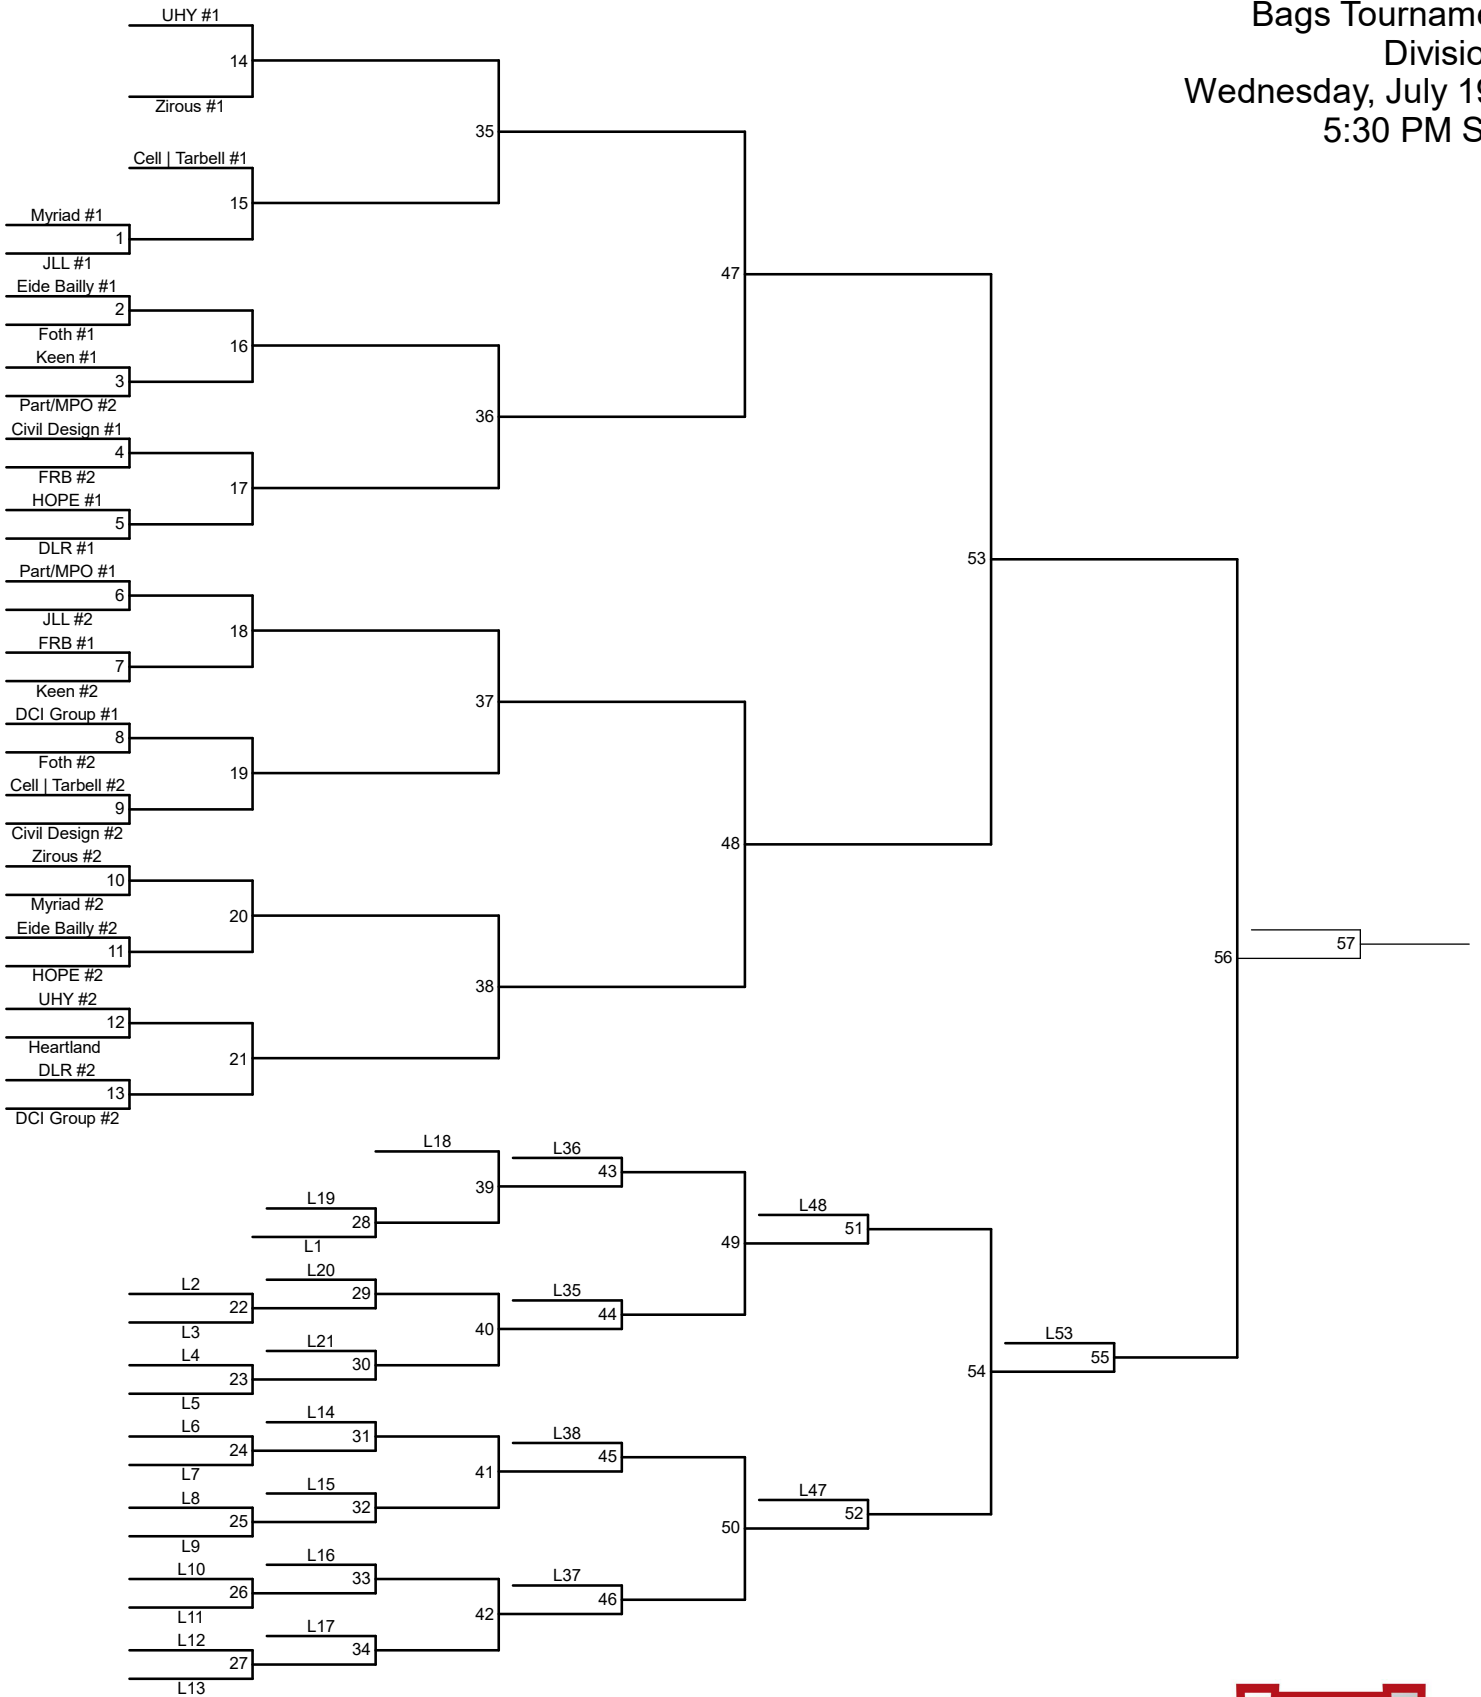 Bags Tourname
Divisio
Wednesday, July 19
5:30 PM S
UHY #1
14
Zirous #1
35
Cell | Tarbell #1
15
Myriad #1
1
JLL #1
47
Eide Bailly #1
2
Foth #1
16
Keen #1
3
Part/MPO #2
36
Civil Design #1
4
FRB #2
17
HOPE #1
5
DLR #1
53
Part/MPO #1
6
JLL #2
18
FRB #1
7
Keen #2
37
DCI Group #1
8
Foth #2
19
Cell | Tarbell #2
9
Civil Design #2
48
Zirous #2
10
Myriad #2
20
Eide Bailly #2
11
HOPE #2
38
UHY #2
12
Heartland
21
DLR #2
13
DCI Group #2
56
57
L18
L36
43
39
L19
28
L1
L48
51
49
L20
L2
29
22
L3
L35
44
40
L21
L4
30
23
L5
L53
55
54
L14
L6
31
24
L7
L38
45
41
L15
L8
32
25
L9
L47
52
50
L16
L10
33
26
L11
L37
46
42
L17
L12
34
27
L13